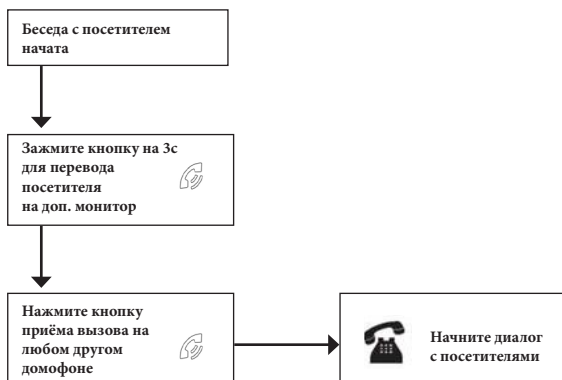 Беседа с посетителем
начата
Зажмите кнопку на 3с
для перевода
посетителя
на доп. монитор
Нажмите кнопку
приёма вызова на
любом другом
домофоне
Начните диалог
с посетителями